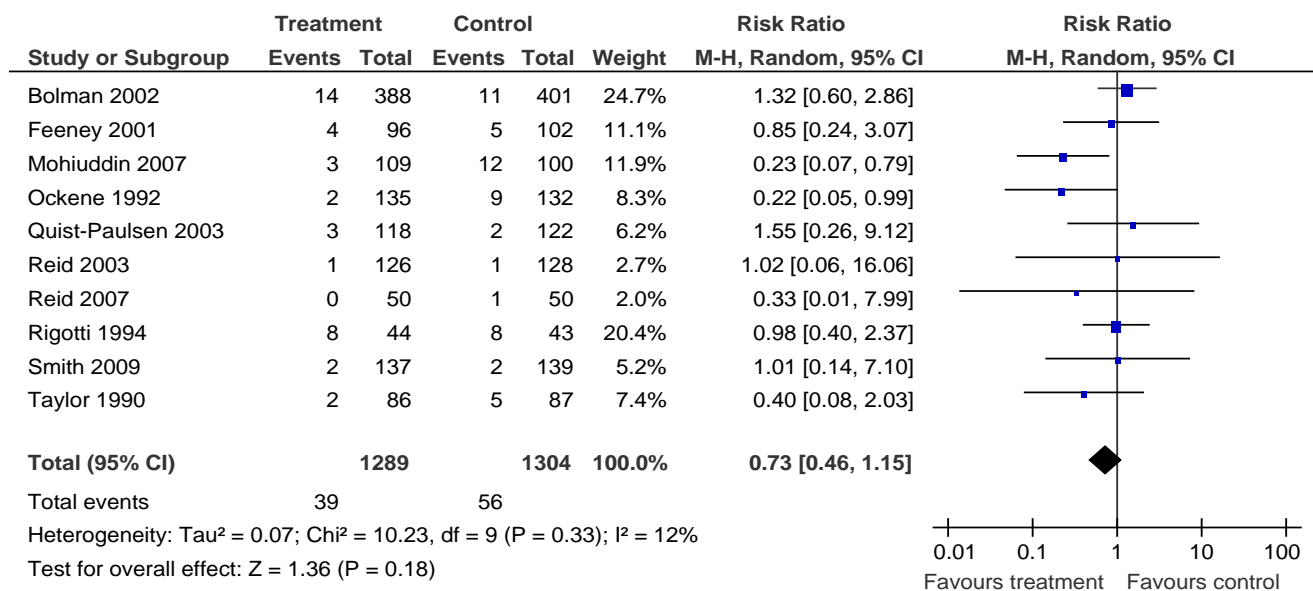 Treatment Control Risk Ratio Risk Ratio
Study or Subgroup Events Total Events Total Weight M-H, Random, 95% CI M-H, Random, 95% CI
Bolman 2002 14 388 11 401 24.7% 1.32 [0.60, 2.86]
Feeney 2001 4 96 5 102 11.1% 0.85 [0.24, 3.07]
Mohiuddin 2007 3 109 12 100 11.9% 0.23 [0.07, 0.79]
Ockene 1992 2 135 9 132 8.3% 0.22 [0.05, 0.99]
Quist-Paulsen 2003 3 118 2 122 6.2% 1.55 [0.26, 9.12]
Reid 2003 1 126 1 128 2.7% 1.02 [0.06, 16.06]
Reid 2007 0 50 1 50 2.0% 0.33 [0.01, 7.99]
Rigotti 1994 8 44 8 43 20.4% 0.98 [0.40, 2.37]
Smith 2009 2 137 2 139 5.2% 1.01 [0.14, 7.10]
Taylor 1990 2 86 5 87 7.4% 0.40 [0.08, 2.03]
Total (95% CI) 1289 1304 100.0% 0.73 [0.46, 1.15]
Total events 39 56
Heterogeneity: Tau² = 0.07; Chi² = 10.23, df = 9 (P = 0.33); I² = 12%
Test for overall effect: Z = 1.36 (P = 0.18)
0.01 0.1 1 10 100
Favours treatment Favours control